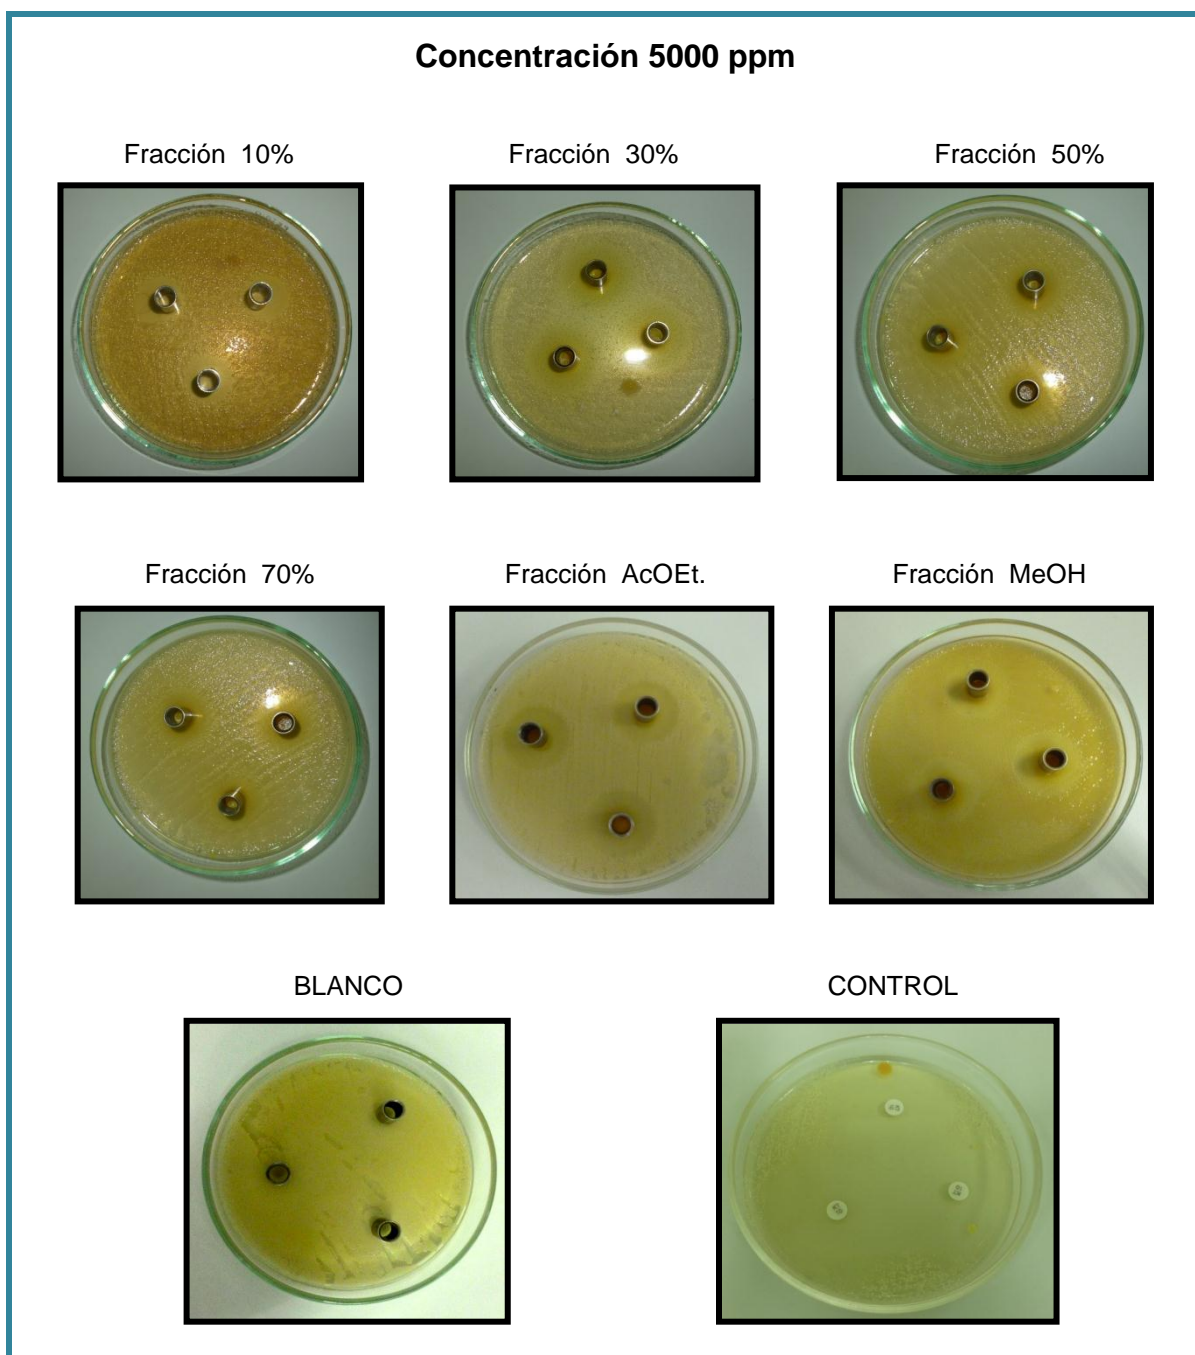 Concentración 5000 ppm
Fracción 10%
Fracción 30%
Fracción 50%
Fracción 70%
Fracción AcOEt.
Fracción MeOH
BLANCO
CONTROL